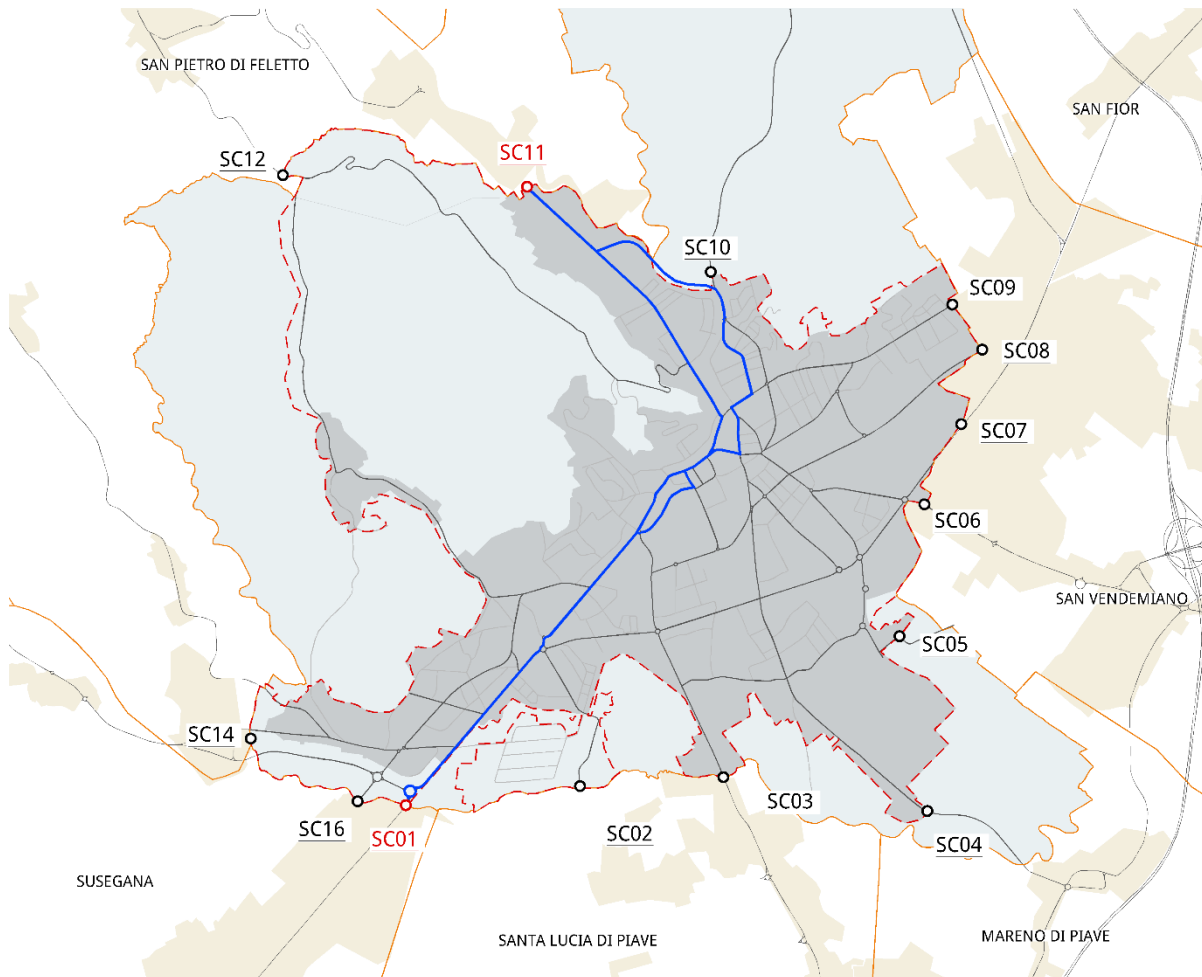 SAN PIETRO DI FELETTO
SAN FIOR
SC12
SC11
SC10
SC09
SC08
SC07
SC06
SAN VENDEMIANO
SC05
SC14
SC03
SC16
SC01
SC02
SC04
SUSEGANA
SANTA LUCIA DI PIAVE
MARENO DI PIAVE